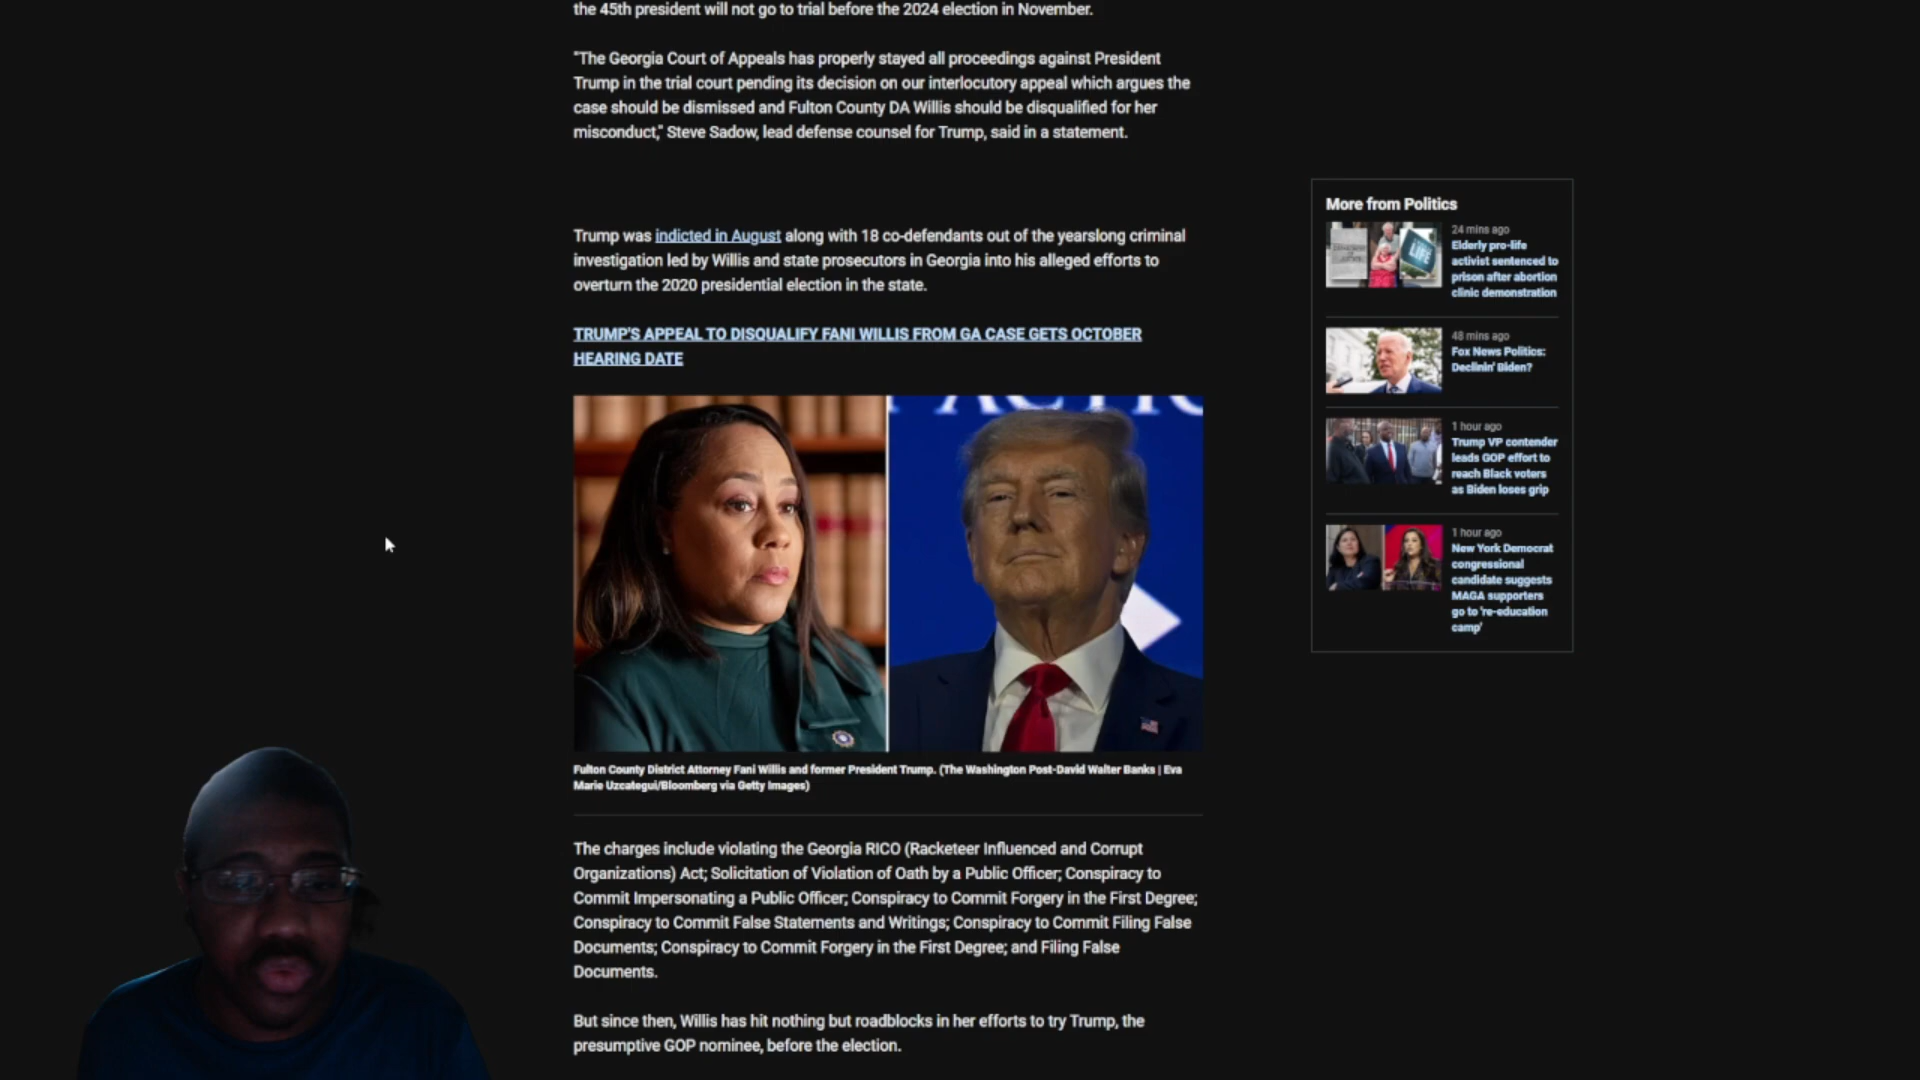 the 45th president will not go to trial before the 2024 election in November.
"The Georgia Court of Appeals has properly stayed all proceedings against President
Trump in the trial court pending its decision on our interlocutory appeal which argues the
case should be dismissed and Fulton County DA Willis should be disqualified for her
misconduct," Steve Sadow, lead defense counsel for Trump, said in a statement.
Trump was indicted in August along with 18 co-defendants out of the yearslong criminal
investigation led by Willis and state prosecutors in Georgia into his alleged efforts to
overturn the 2020 presidential election in the state.
TRUMP'S APPEAL TO DISQUALIFY FANI WILLIS FROM GA CASE GETS OCTOBER
HEARING DATE
Fulton County District Attorney Fani Willis and former President Trump. (The Washington Post-David Walter Banks | Eva
Marie Uzcategui/Bloomberg via Getty Images)
The charges include violating the Georgia RICO (Racketeer Influenced and Corrupt
Organizations) Act; Solicitation of Violation of Oath by a Public Officer; Conspiracy to
Commit Impersonating a Public Officer; Conspiracy to Commit Forgery in the First Degree;
Conspiracy to Commit False Statements and Writings; Conspiracy to Commit Filing False
Documents; Conspiracy to Commit Forgery in the First Degree; and Filing False
Documents.
But since then, Willis has hit nothing but roadblocks in her efforts to try Trump, the
presumptive GOP nominee, before the election.
More from Politics
24 mins ago
Elderly pro-life
activist sentenced to
prison after abortion
clinic demonstration
LIFE
48 mins ago
Fox News Politics:
Declinin' Biden?
1 hour ago
Trump VP contender
leads GOP effort to
reach Black voters
as Biden loses grip
1 hour ago
New York Democrat
congressional
candidate suggests
MAGA supporters
go to 're-education
camp'